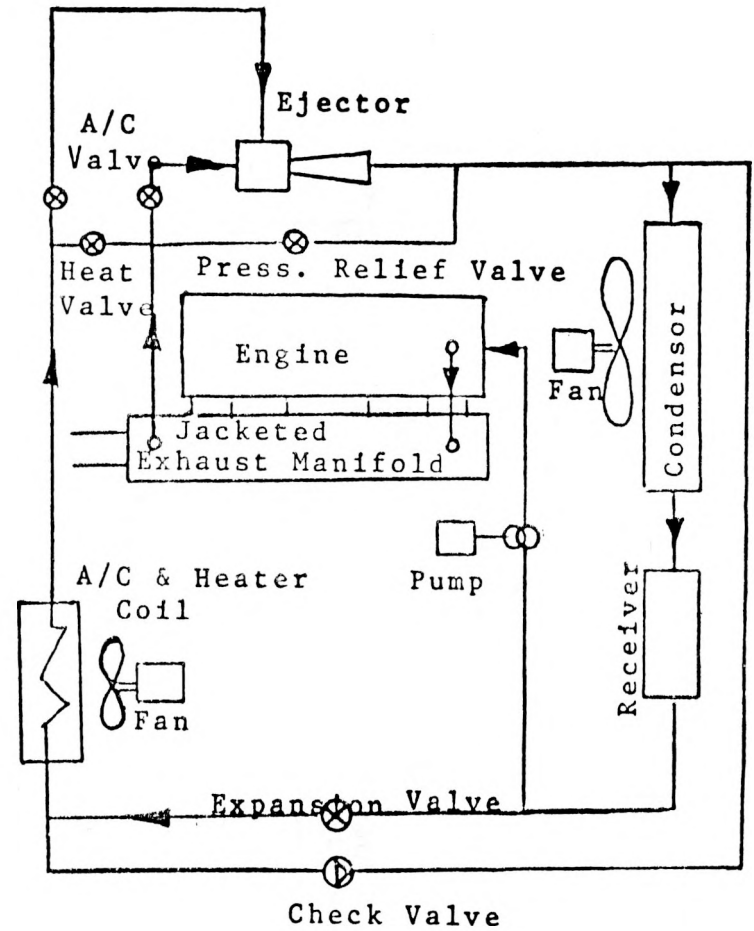 Ejector
A/C
Valve
Heat
Valve
Press. Relief Valve
Engine
Fan
Condensor
Jacketed
Exhaust Manifold
Pump
A/C & Heater
Coil
Fan
Receiver
Expansion Valve
Check Valve